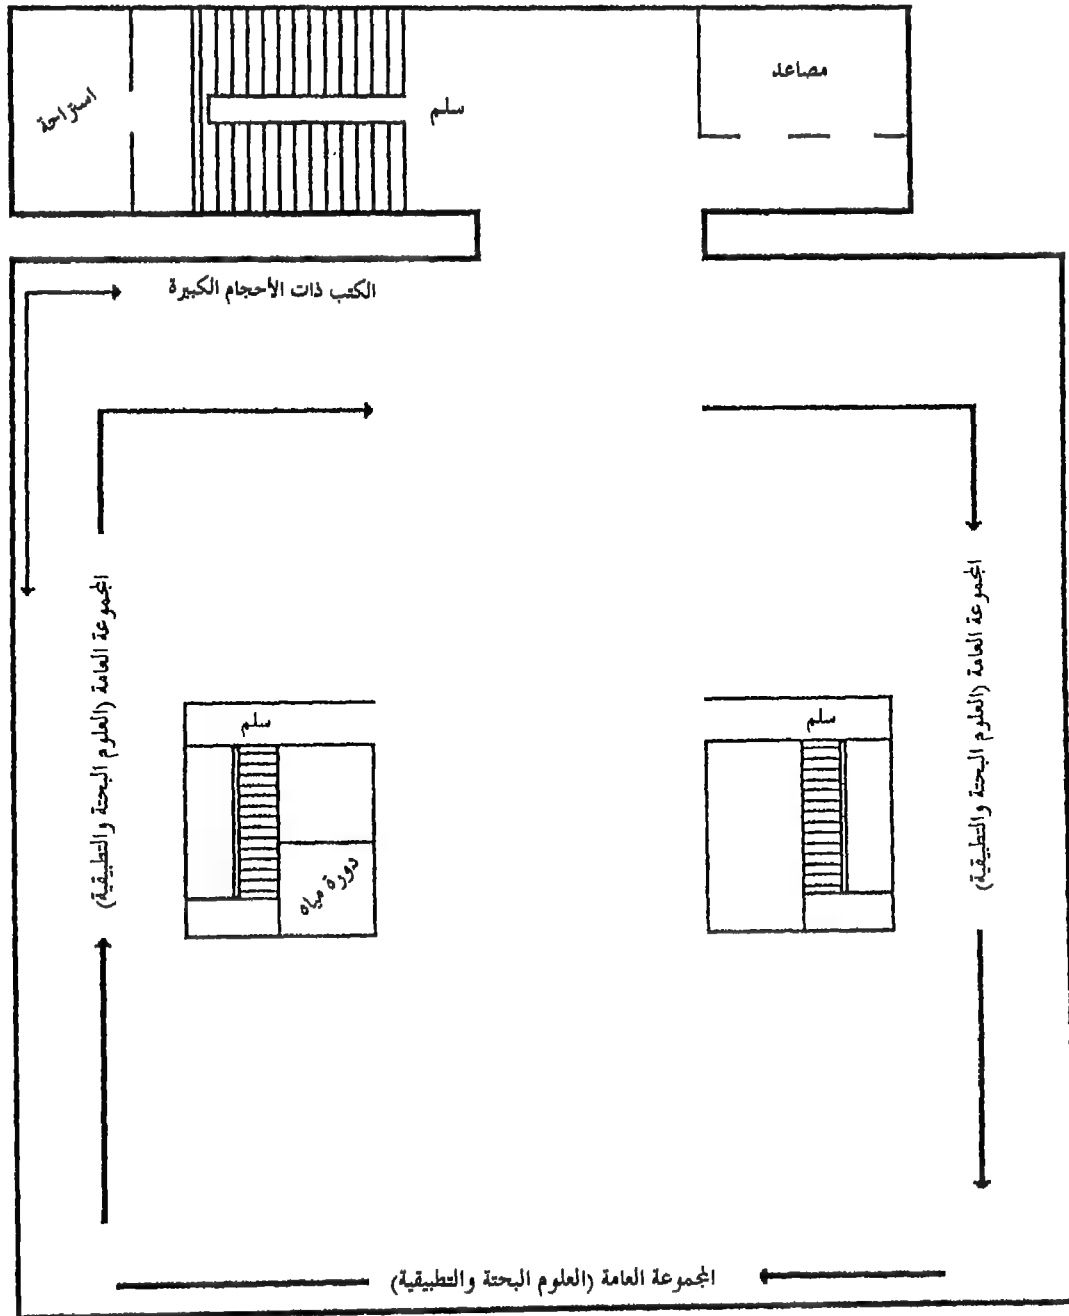 مصاعد
سلم
استراحة
الكتب ذات الأحجام الكبيرة
المجموعة العامة (العلوم البحتة والتطبيقية)
المجموعة العامة (العلوم البحتة والتطبيقية)
سلم
سلم
دورة مياه
المجموعة العامة (العلوم البحتة والتطبيقية)